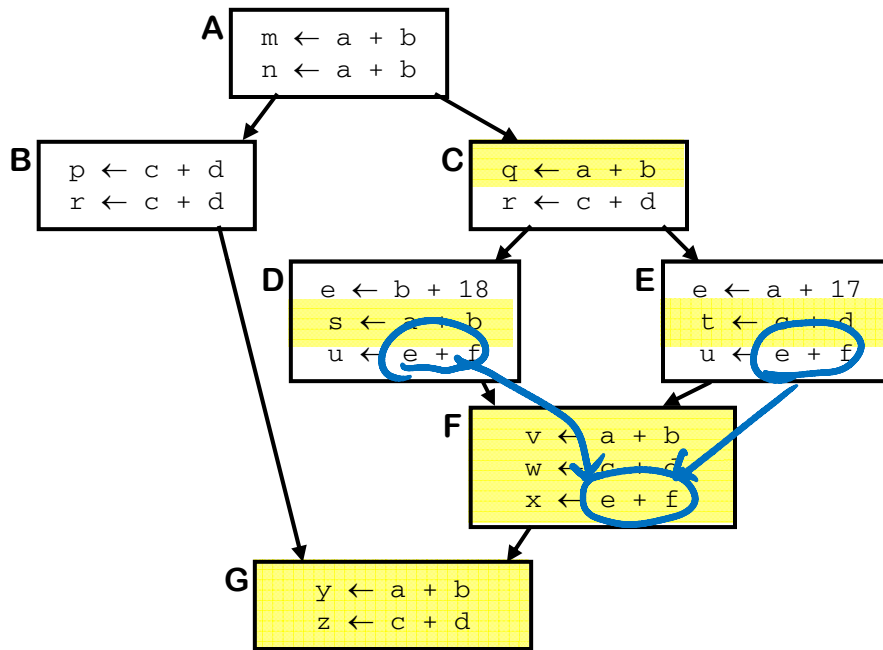 A
m ← a + b
n ← a + b
B
p ← c + d
r ← c + d
C
q ← a + b
r ← c + d
D
e ← b + 18
s ← a + b
u ← e + f
E
e ← a + 17
t ← c + d
u ← e + f
F
v ← a + b
w ← c + d
x ← e + f
G
y ← a + b
z ← c + d